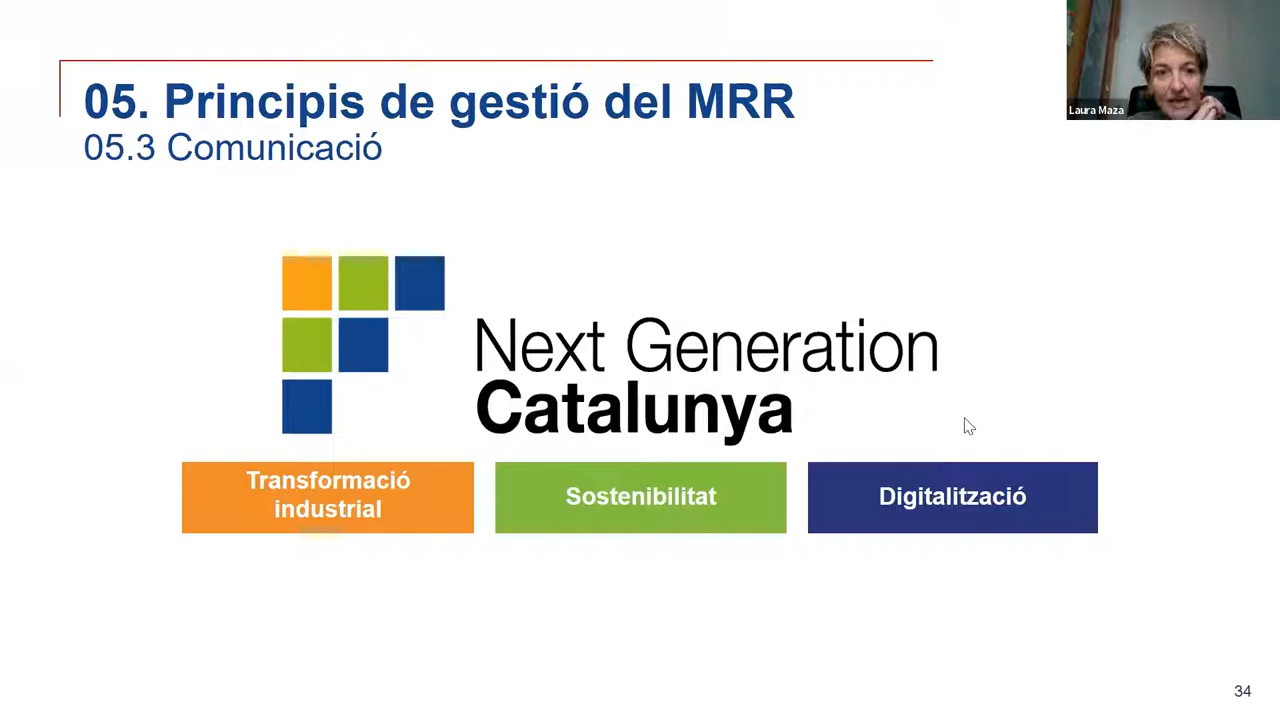 05. Principis de gestió del MRR
05.3 Comunicació
Laura Maza
Next Generation
Catalunya
Transformació
industrial
Sostenibilitat
Digitalització
34